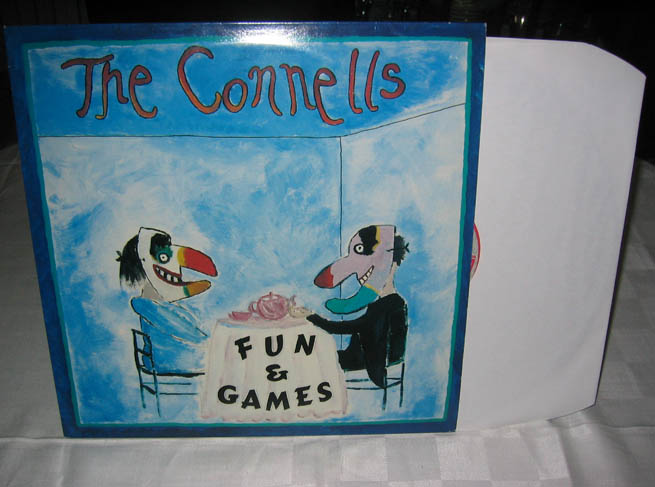 The Connells
FUN
&
GAMES